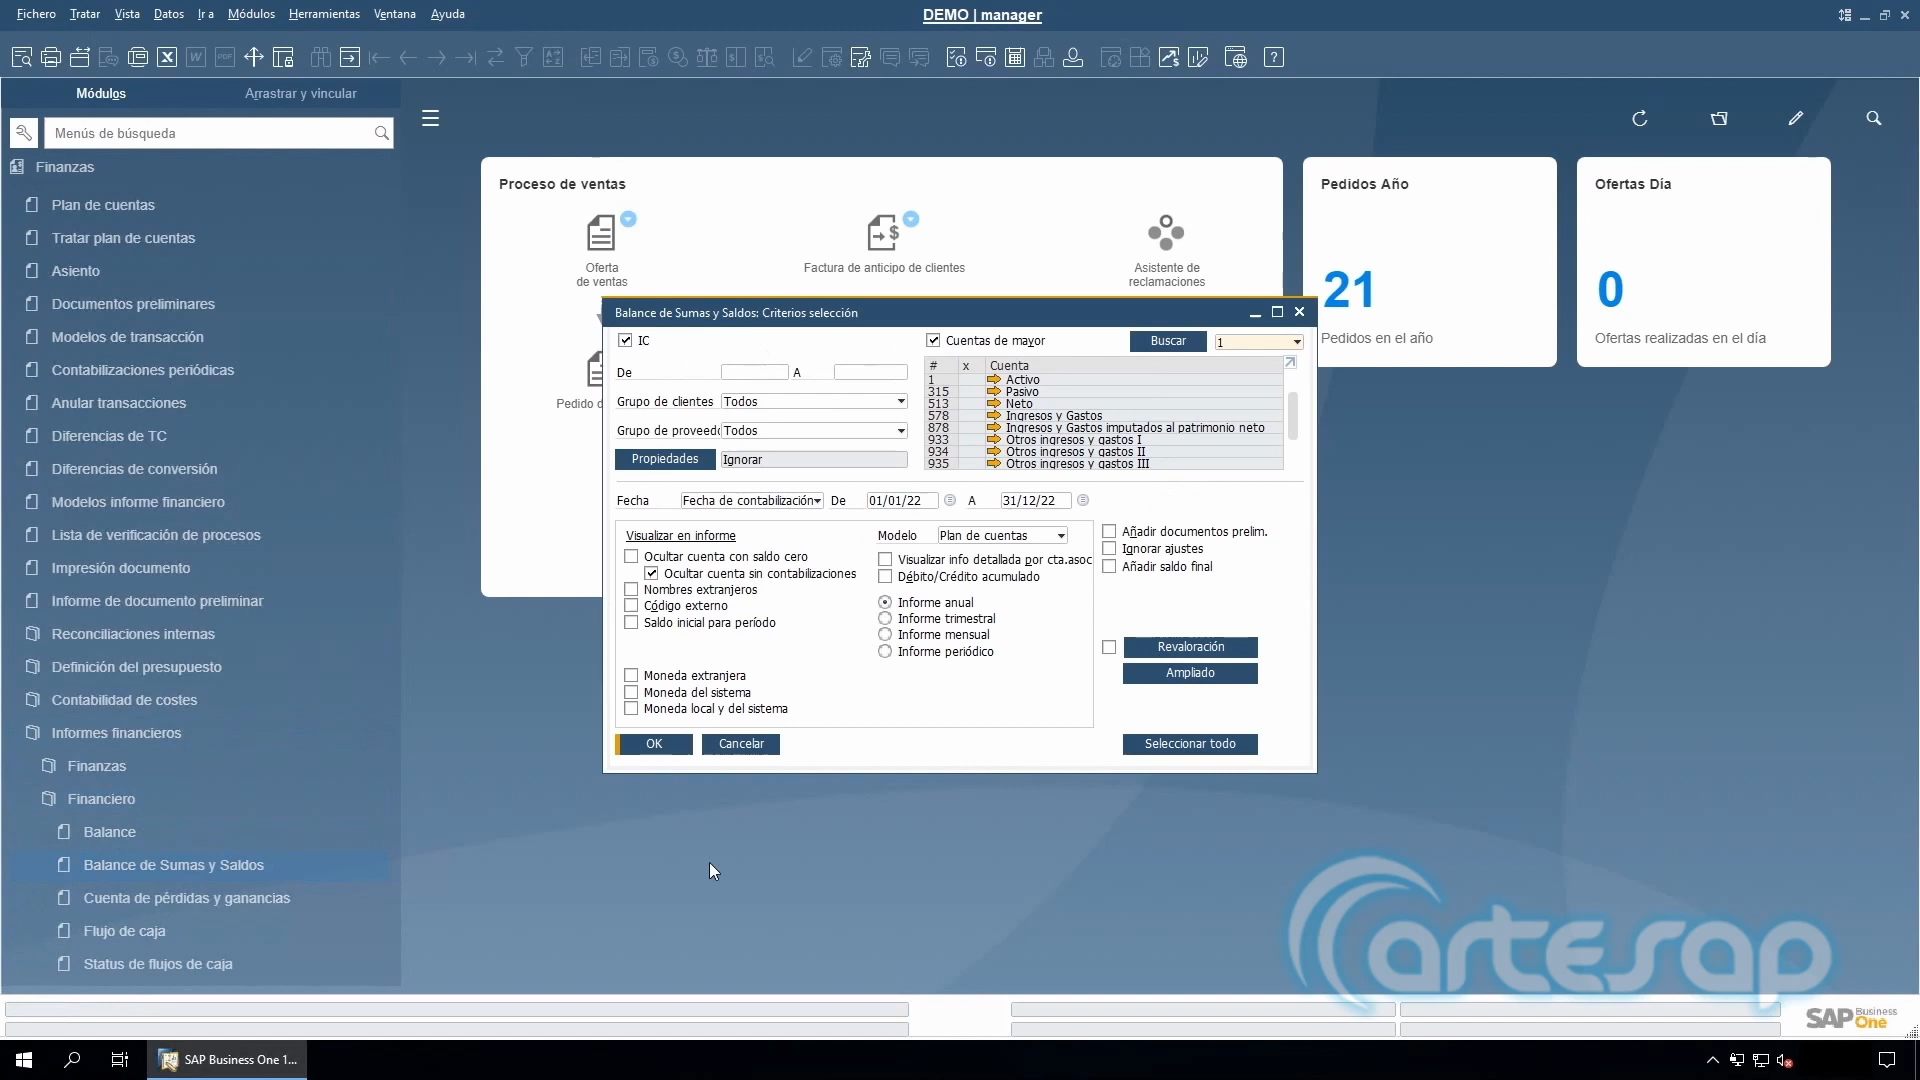 Fichero Tratar Vista Datos Ir a Módulos Herramientas Ventana Ayuda
DEMO | manager
Módulos
Arrastrar y vincular
Menús de búsqueda
Finanzas
Plan de cuentas
Tratar plan de cuentas
Asiento
Documentos preliminares
Modelos de transacción
Contabilizaciones periódicas
Anular transacciones
Diferencias de TC
Diferencias de conversión
Modelos informe financiero
Lista de verificación de procesos
Impresión documento
Informe de documento preliminar
Reconciliaciones internas
Definición del presupuesto
Contabilidad de costes
Informes financieros
Finanzas
Financiero
Balance
Balance de Sumas y Saldos
Cuenta de pérdidas y ganancias
Flujo de caja
Status de flujos de caja
Proceso de ventas
Oferta
de ventas
Factura de anticipo de clientes
Asistente de
reclamaciones
Pedido d
Pedidos Año
21
Pedidos en el año
Ofertas Día
0
Ofertas realizadas en el día
Balance de Sumas y Saldos: Criterios selección
IC
De A
Grupo de clientes Todos
Grupo de proveedo Todos
Propiedades Ignorar
Cuentas de mayor Buscar 1
# x Cuenta
1 Activo
315 Pasivo
513 Neto
578 Ingresos y Gastos
878 Ingresos y Gastos imputados al patrimonio neto
933 Otros ingresos y gastos I
934 Otros ingresos y gastos II
935 Otros ingresos y gastos III
Fecha Fecha de contabilización De 01/01/22 A 31/12/22
Visualizar en informe
Ocultar cuenta con saldo cero
Ocultar cuenta sin contabilizaciones
Nombres extranjeros
Código externo
Saldo inicial para período
Moneda extranjera
Moneda del sistema
Moneda local y del sistema
Modelo Plan de cuentas
Visualizar info detallada por cta.asoc
Débito/Crédito acumulado
Informe anual
Informe trimestral
Informe mensual
Informe periódico
Añadir documentos prelim.
Ignorar ajustes
Añadir saldo final
Revaloración
Ampliado
OK Cancelar Seleccionar todo
artesap
SAP Business One
SAP Business One 1...